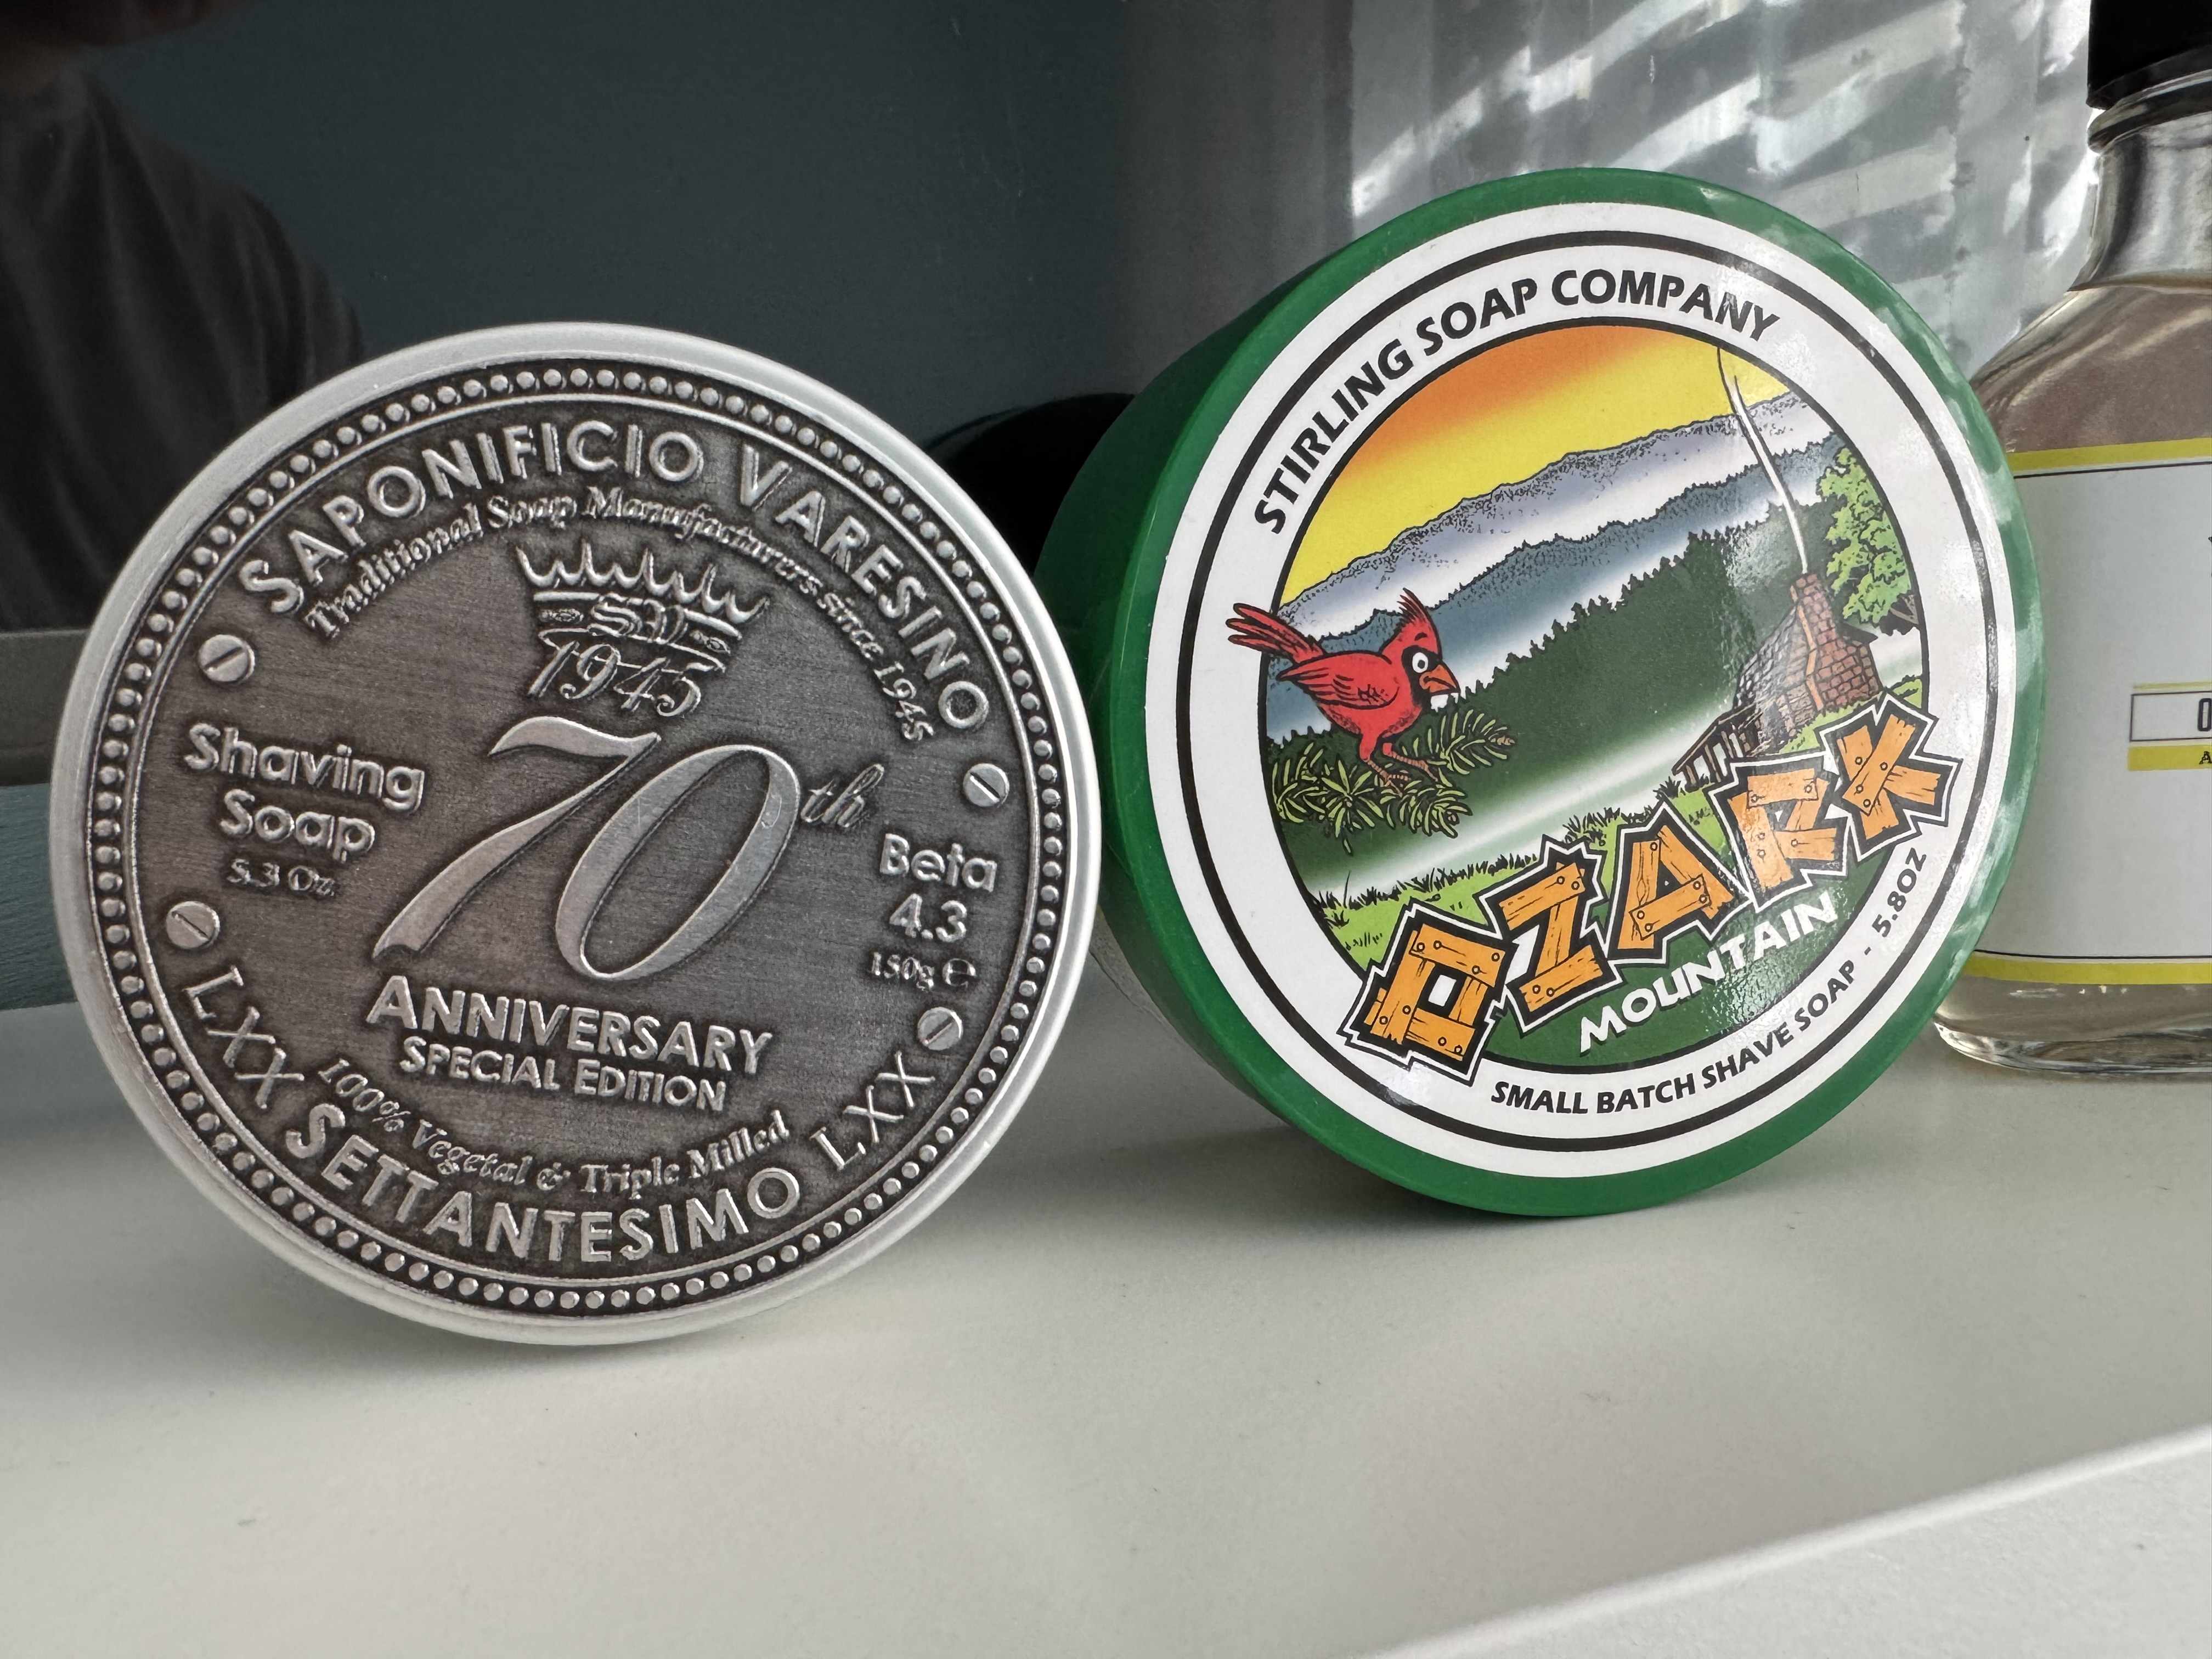 SAPONIFICIO VARESINO
Traditional Soap Manufacturers since 1945
SV
1945
70th
Shaving
Soap
5.3 Oz.
Beta
4.3
150g ℮
ANNIVERSARY
SPECIAL EDITION
100% Vegetal & Triple Milled
LXX SETTANTESIMO LXX
STIRLING SOAP COMPANY
OZARK
MOUNTAIN
SMALL BATCH SHAVE SOAP - 5.8OZ